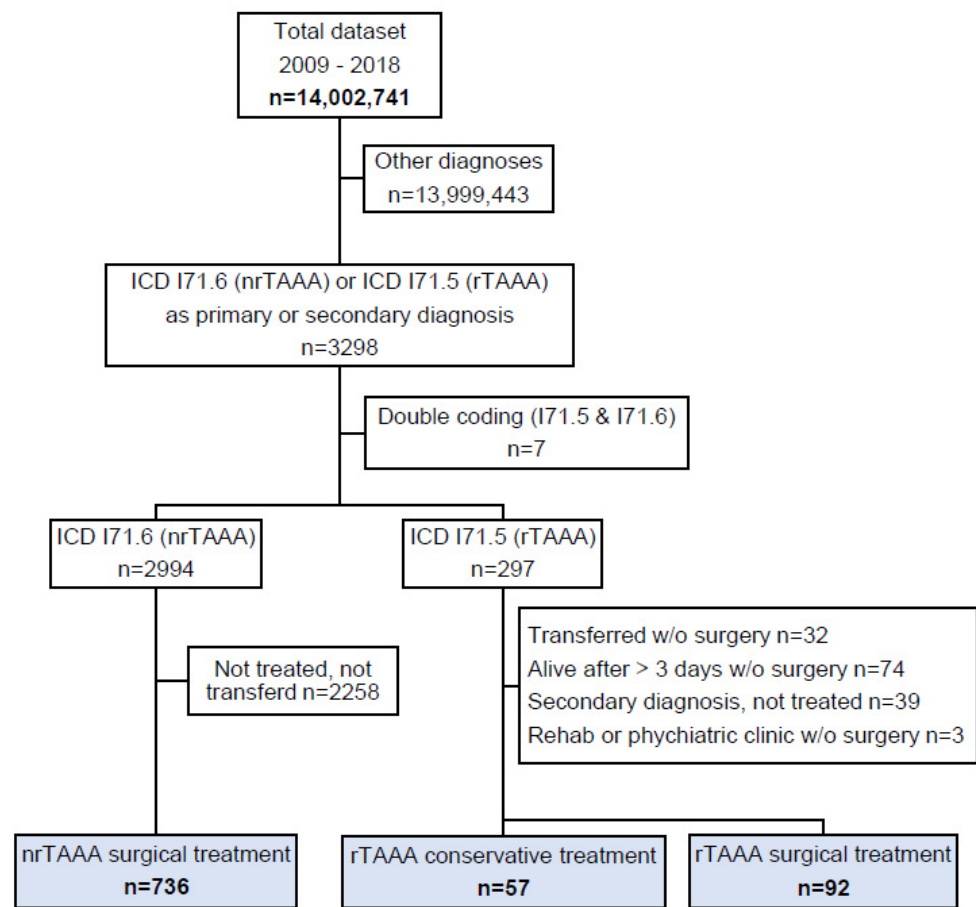 Total dataset
2009 - 2018
n=14,002,741
Other diagnoses
n=13,999,443
ICD I71.6 (nrTAAA) or ICD I71.5 (rTAAA)
as primary or secondary diagnosis
n=3298
Double coding (I71.5 & I71.6)
n=7
ICD I71.6 (nrTAAA)
n=2994
ICD I71.5 (rTAAA)
n=297
Not treated, not
transferd n=2258
Transferred w/o surgery n=32
Alive after > 3 days w/o surgery n=74
Secondary diagnosis, not treated n=39
Rehab or phychiatric clinic w/o surgery n=3
nrTAAA surgical treatment
n=736
rTAAA conservative treatment
n=57
rTAAA surgical treatment
n=92